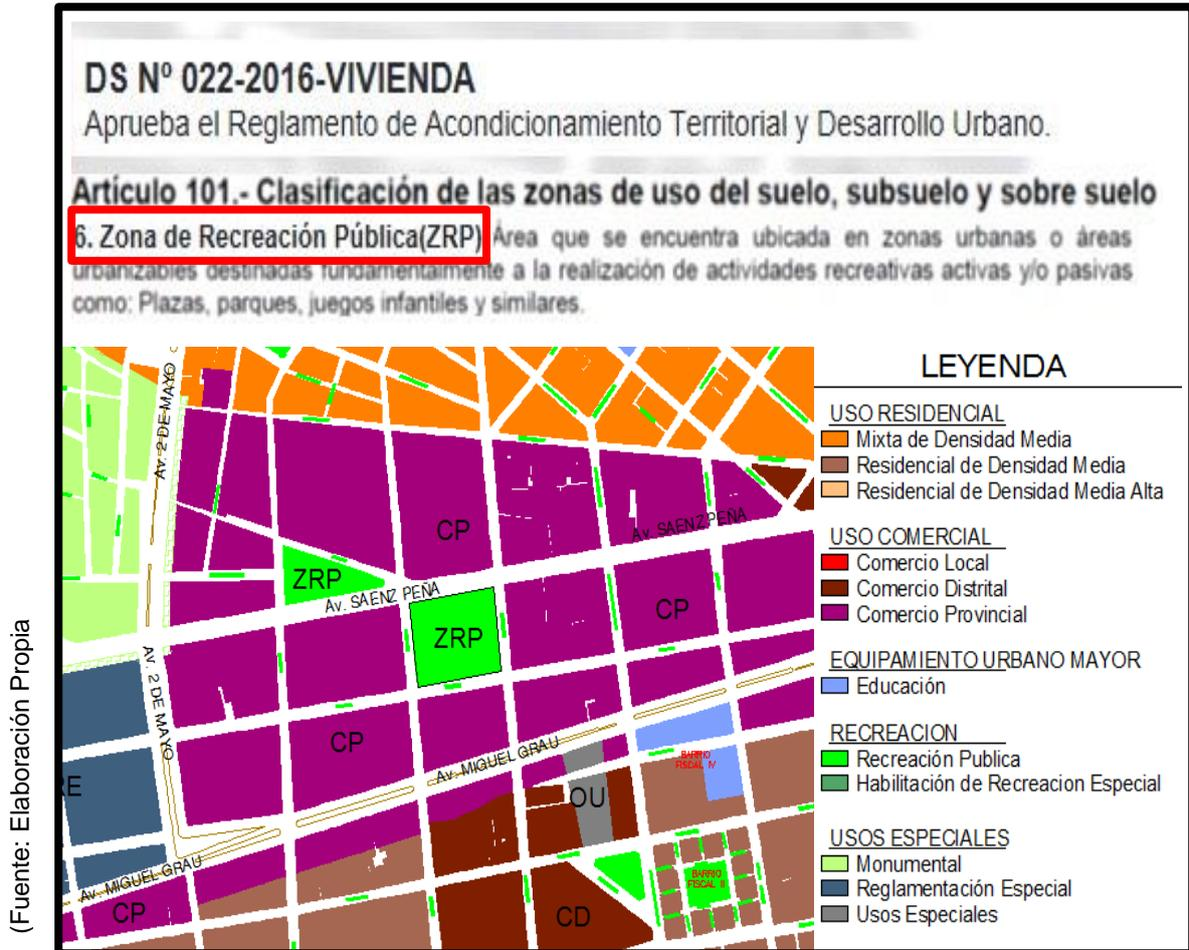 DS Nº 022-2016-VIVIENDA
Aprueba el Reglamento de Acondicionamiento Territorial y Desarrollo Urbano.
Artículo 101.- Clasificación de las zonas de uso del suelo, subsuelo y sobre suelo
6. Zona de Recreación Pública(ZRP) Área que se encuentra ubicada en zonas urbanas o áreas
urbanizables destinadas fundamentalmente a la realización de actividades recreativas activas y/o pasivas
como: Plazas, parques, juegos infantiles y similares.
Av. 2 DE MAYO
CP
Av. SAENZ PEÑA
ZRP
Av. SAENZ PEÑA
ZRP
CP
Av. 2 DE MAYO
CP
Av. MIGUEL GRAU
BARRIO
FISCAL IV
RE
OU
Av. MIGUEL GRAU
BARRIO
FISCAL II
CP
CD
LEYENDA
USO RESIDENCIAL
Mixta de Densidad Media
Residencial de Densidad Media
Residencial de Densidad Media Alta
USO COMERCIAL
Comercio Local
Comercio Distrital
Comercio Provincial
EQUIPAMIENTO URBANO MAYOR
Educación
RECREACION
Recreación Publica
Habilitación de Recreacion Especial
USOS ESPECIALES
Monumental
Reglamentación Especial
Usos Especiales
(Fuente: Elaboración Propia